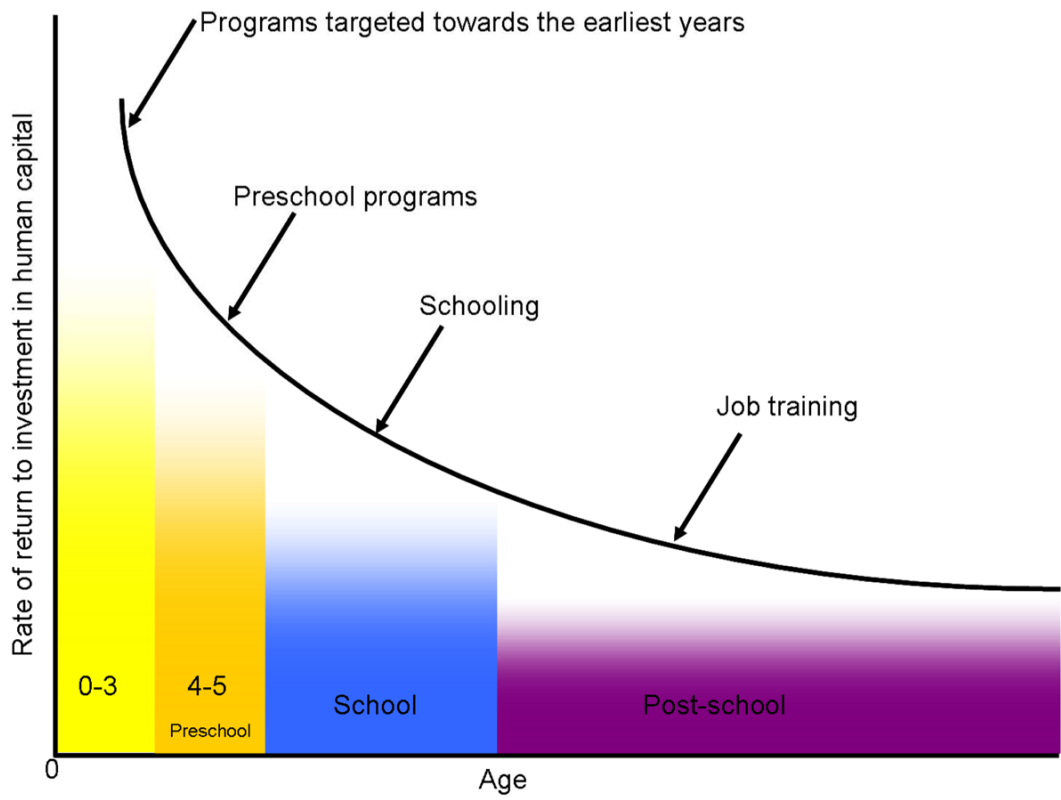 Programs targeted towards the earliest years
Preschool programs
Schooling
Job training
Rate of return to investment in human capital
0-3
4-5
Preschool
School
Post-school
0
Age